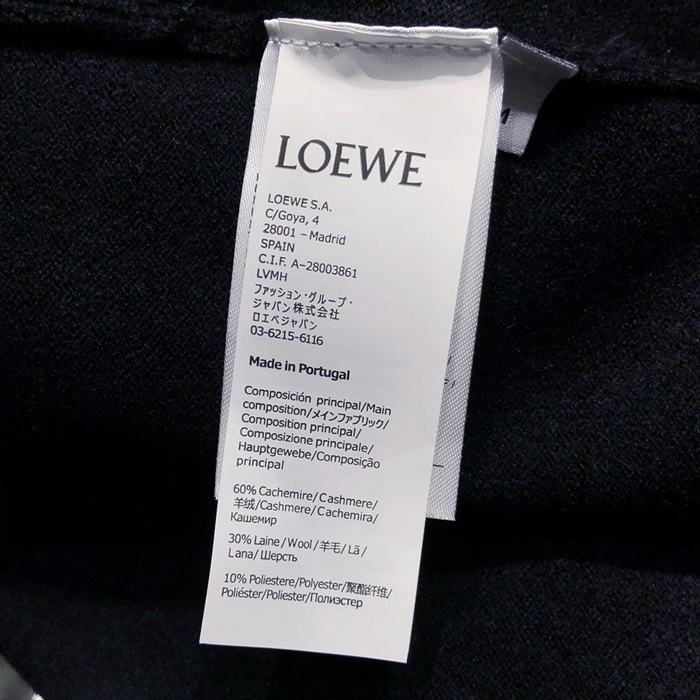 LOEWE
LOEWE S.A.
C/Goya, 4
28001 – Madrid
SPAIN
C.I.F. A–28003861
LVMH
ファッション・グループ・
ジャパン株式会社
ロエベジャパン
03-6215-6116
Made in Portugal
Composición principal/Main
composition/メインファブリック/
Composition principal/
Composizione principale/
Hauptgewebe/Composição
principal
60% Cachemire/Cashmere/
羊绒/Cashmere/Cachemira/
Кашемир
30% Laine/Wool/羊毛/Lã/
Lana/Шерсть
10% Poliestere/Polyester/聚酯纤维/
Poliéster/Poliester/Полиэстер